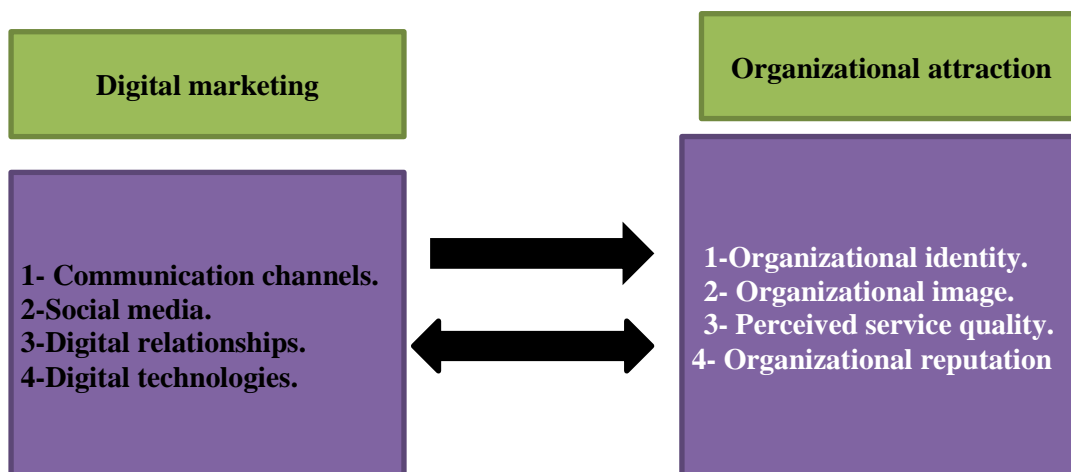 Digital marketing
Organizational attraction
1- Communication channels.
2-Social media.
3-Digital relationships.
4-Digital technologies.
1-Organizational identity.
2- Organizational image.
3- Perceived service quality.
4- Organizational reputation